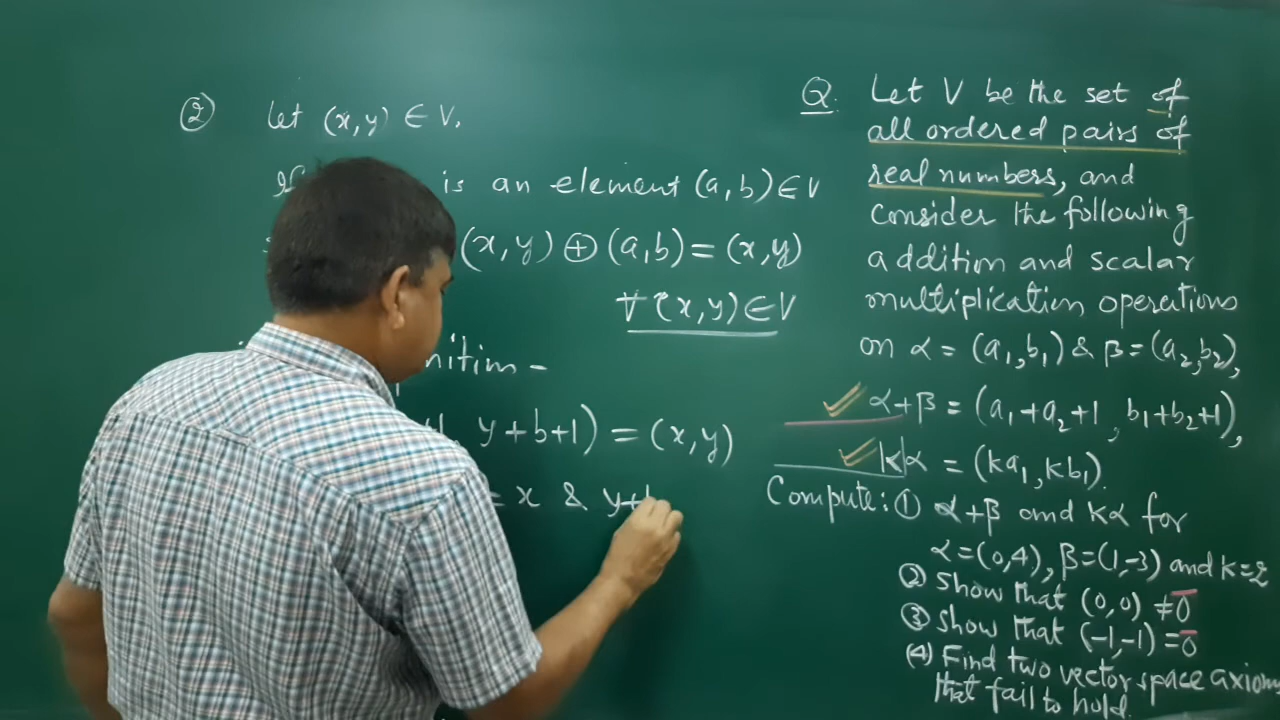 ② Let (x,y) ∈ V.
If is an element (a,b) ∈ V
(x,y) ⊕ (a,b) = (x,y)
∀ (x,y) ∈ V
y+b+1) = (x,y)
= x & y+
Q. Let V be the set of
all ordered pairs of
real numbers, and
Consider the following
addition and scalar
multiplication operations
on α = (a₁,b₁) & β = (a₂,b₂),
✓ α+β = (a₁+a₂+1, b₁+b₂+1),
✓ kα = (ka₁, kb₁).
Compute: ① α+β and kα for
α=(0,4), β=(1,-3) and k=2
② Show that (0,0) ≠ 0̄
③ Show that (-1,-1) = 0̄
(4) Find two vector space axiom
that fail to hold.